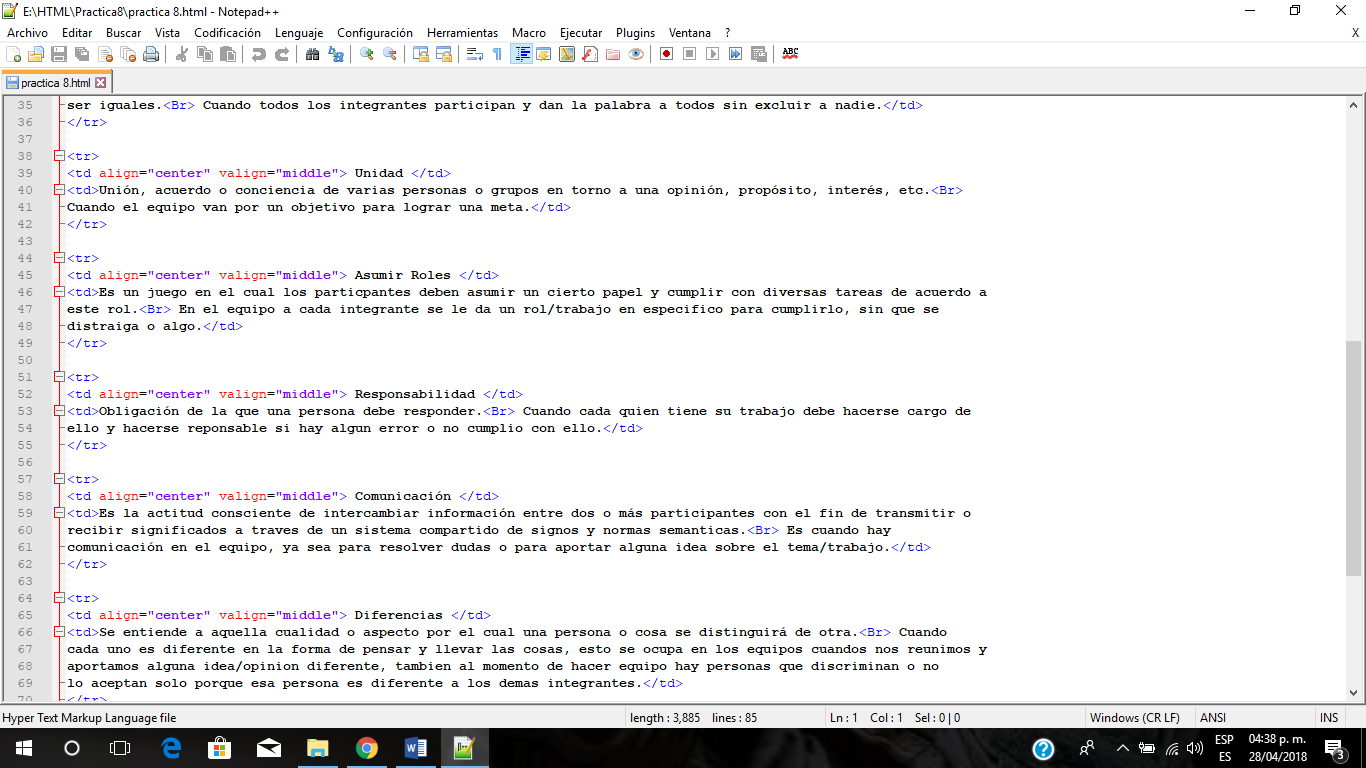 E:\HTML\Practica8\practica 8.html - Notepad++
Archivo Editar Buscar Vista Codificación Lenguaje Configuración Herramientas Macro Ejecutar Plugins Ventana ? X
practica 8.html
35 ser iguales.<Br> Cuando todos los integrantes participan y dan la palabra a todos sin excluir a nadie.</td>
36 </tr>
37
38 <tr>
39 <td align="center" valign="middle"> Unidad </td>
40 <td>Unión, acuerdo o conciencia de varias personas o grupos en torno a una opinión, propósito, interés, etc.<Br>
41 Cuando el equipo van por un objetivo para lograr una meta.</td>
42 </tr>
43
44 <tr>
45 <td align="center" valign="middle"> Asumir Roles </td>
46 <td>Es un juego en el cual los particpantes deben asumir un cierto papel y cumplir con diversas tareas de acuerdo a
47 este rol.<Br> En el equipo a cada integrante se le da un rol/trabajo en especifico para cumplirlo, sin que se
48 distraiga o algo.</td>
49 </tr>
50
51 <tr>
52 <td align="center" valign="middle"> Responsabilidad </td>
53 <td>Obligación de la que una persona debe responder.<Br> Cuando cada quien tiene su trabajo debe hacerse cargo de
54 ello y hacerse reponsable si hay algun error o no cumplio con ello.</td>
55 </tr>
56
57 <tr>
58 <td align="center" valign="middle"> Comunicación </td>
59 <td>Es la actitud consciente de intercambiar información entre dos o más participantes con el fin de transmitir o
60 recibir significados a traves de un sistema compartido de signos y normas semanticas.<Br> Es cuando hay
61 comunicación en el equipo, ya sea para resolver dudas o para aportar alguna idea sobre el tema/trabajo.</td>
62 </tr>
63
64 <tr>
65 <td align="center" valign="middle"> Diferencias </td>
66 <td>Se entiende a aquella cualidad o aspecto por el cual una persona o cosa se distinguirá de otra.<Br> Cuando
67 cada uno es diferente en la forma de pensar y llevar las cosas, esto se ocupa en los equipos cuandos nos reunimos y
68 aportamos alguna idea/opinion diferente, tambien al momento de hacer equipo hay personas que discriminan o no
69 lo aceptan solo porque esa persona es diferente a los demas integrantes.</td>
70 </tr>
Hyper Text Markup Language file length : 3,885 lines : 85 Ln : 1 Col : 1 Sel : 0 | 0 Windows (CR LF) ANSI INS
ESP 04:38 p. m.
ES 28/04/2018 3